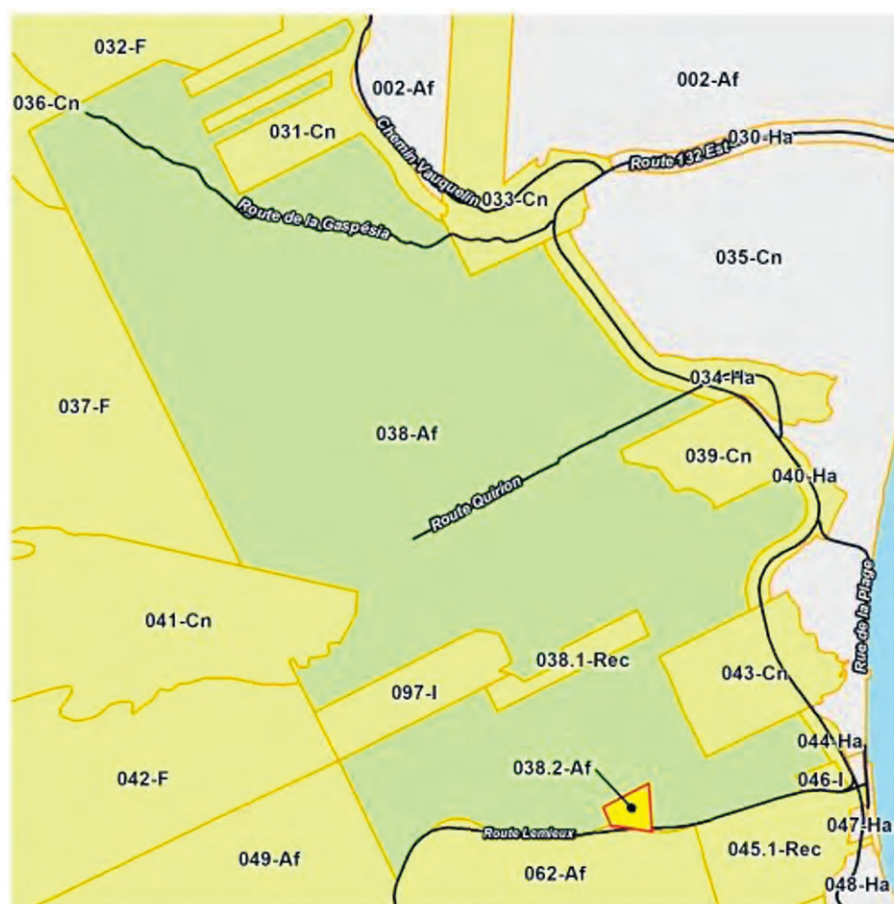 032-F
002-Af
002-Af
036-Cn
031-Cn
030-Ha
Route 132 Est
Chemin Vauquelin
033-Cn
Route de la Gaspésia
035-Cn
034-Ha
037-F
038-Af
039-Cn
040-Ha
Route Quirion
Rue de la Plage
041-Cn
038.1-Rec
043-Cn
097-I
044-Ha
038.2-Af
046-I
042-F
047-Ha
Route Lemieux
045.1-Rec
049-Af
062-Af
048-Ha